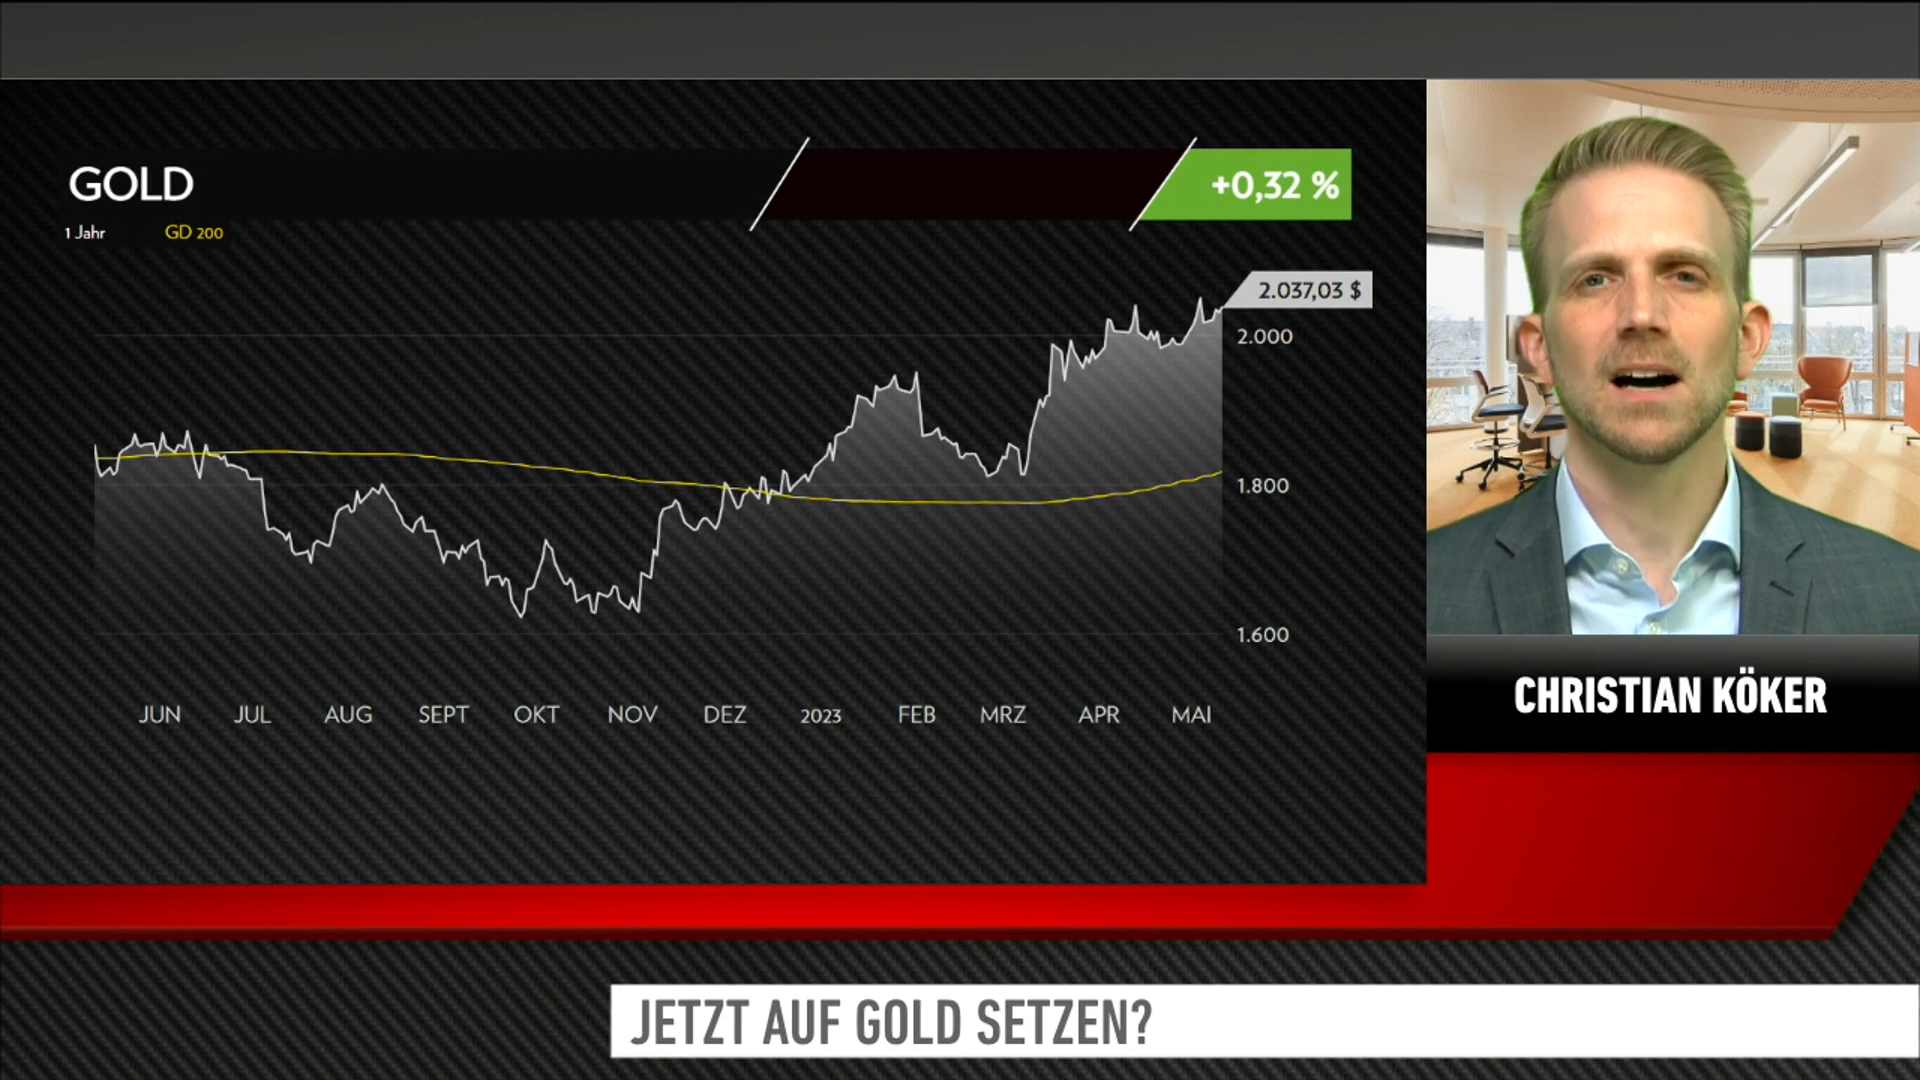 GOLD
+0,32 %
1 Jahr GD 200
2.037,03 $
2.000
1.800
1.600
JUN JUL AUG SEPT OKT NOV DEZ 2023 FEB MRZ APR MAI
CHRISTIAN KÖKER
JETZT AUF GOLD SETZEN?